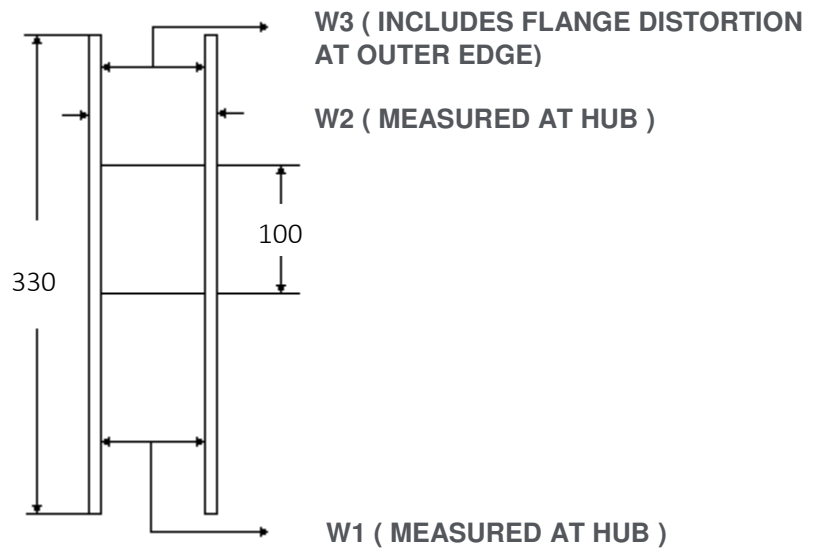 W3 ( INCLUDES FLANGE DISTORTION
AT OUTER EDGE)
W2 ( MEASURED AT HUB )
100
330
W1 ( MEASURED AT HUB )